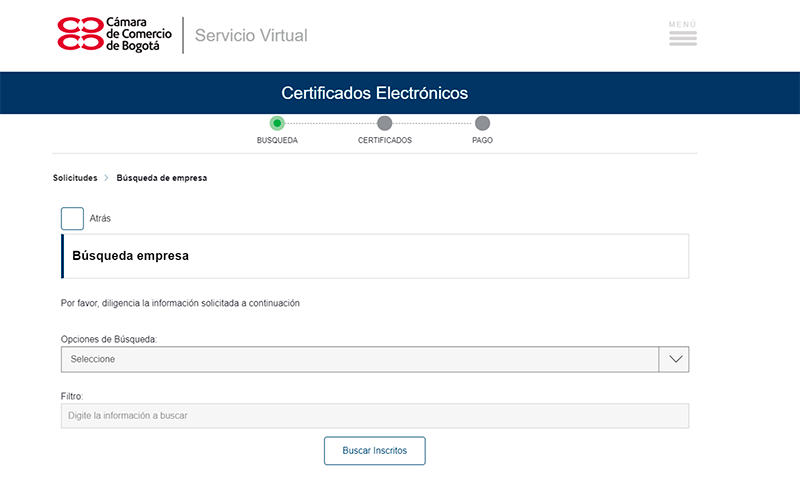 Cámara
de Comercio
de Bogotá
Servicio Virtual
MENÚ
Certificados Electrónicos
BUSQUEDA
CERTIFICADOS
PAGO
Solicitudes > Búsqueda de empresa
Atrás
Búsqueda empresa
Por favor, diligencia la información solicitada a continuación
Opciones de Búsqueda:
Seleccione
Filtro:
Digite la información a buscar
Buscar Inscritos